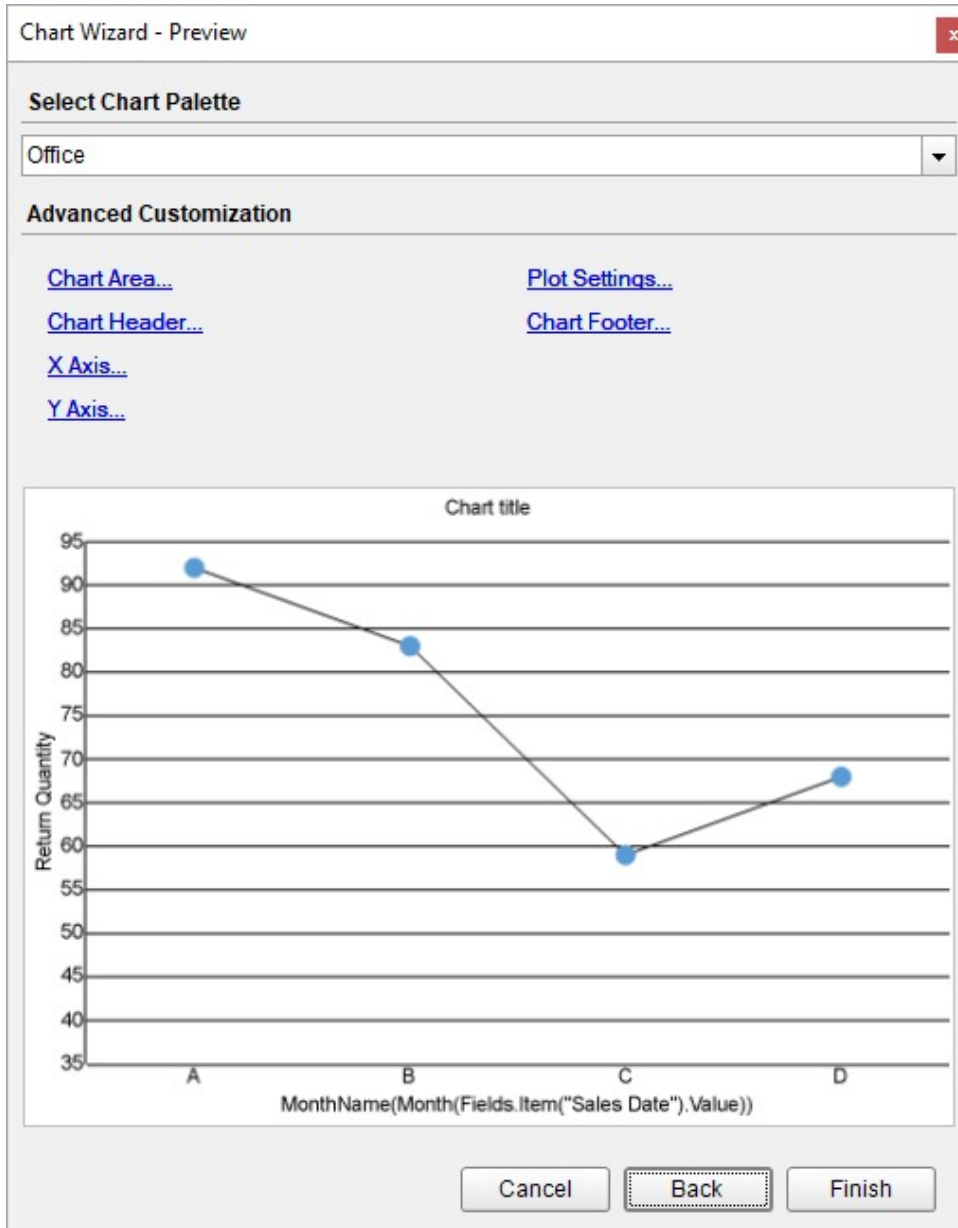 Chart Wizard - Preview
x
Select Chart Palette
Office
Advanced Customization
Chart Area...
Plot Settings...
Chart Header...
Chart Footer...
X Axis...
Y Axis...
Chart title
95
90
85
80
75
70
65
60
55
50
45
40
35
Return Quantity
A B C D
MonthName(Month(Fields.Item("Sales Date").Value))
Cancel Back Finish